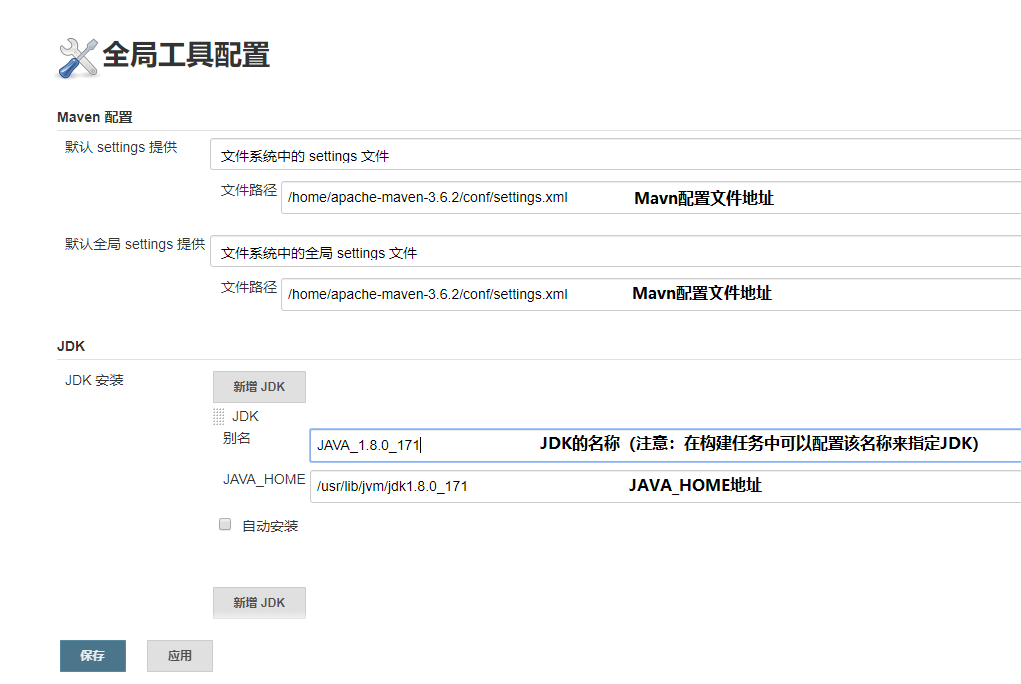 全局工具配置
Maven 配置
默认 settings 提供
文件系统中的 settings 文件
文件路径 /home/apache-maven-3.6.2/conf/settings.xml Mavn配置文件地址
默认全局 settings 提供
文件系统中的全局 settings 文件
文件路径 /home/apache-maven-3.6.2/conf/settings.xml Mavn配置文件地址
JDK
JDK 安装
新增 JDK
JDK
别名
JAVA_1.8.0_171 JDK的名称（注意：在构建任务中可以配置该名称来指定JDK)
JAVA_HOME /usr/lib/jvm/jdk1.8.0_171 JAVA_HOME地址
自动安装
新增 JDK
保存 应用